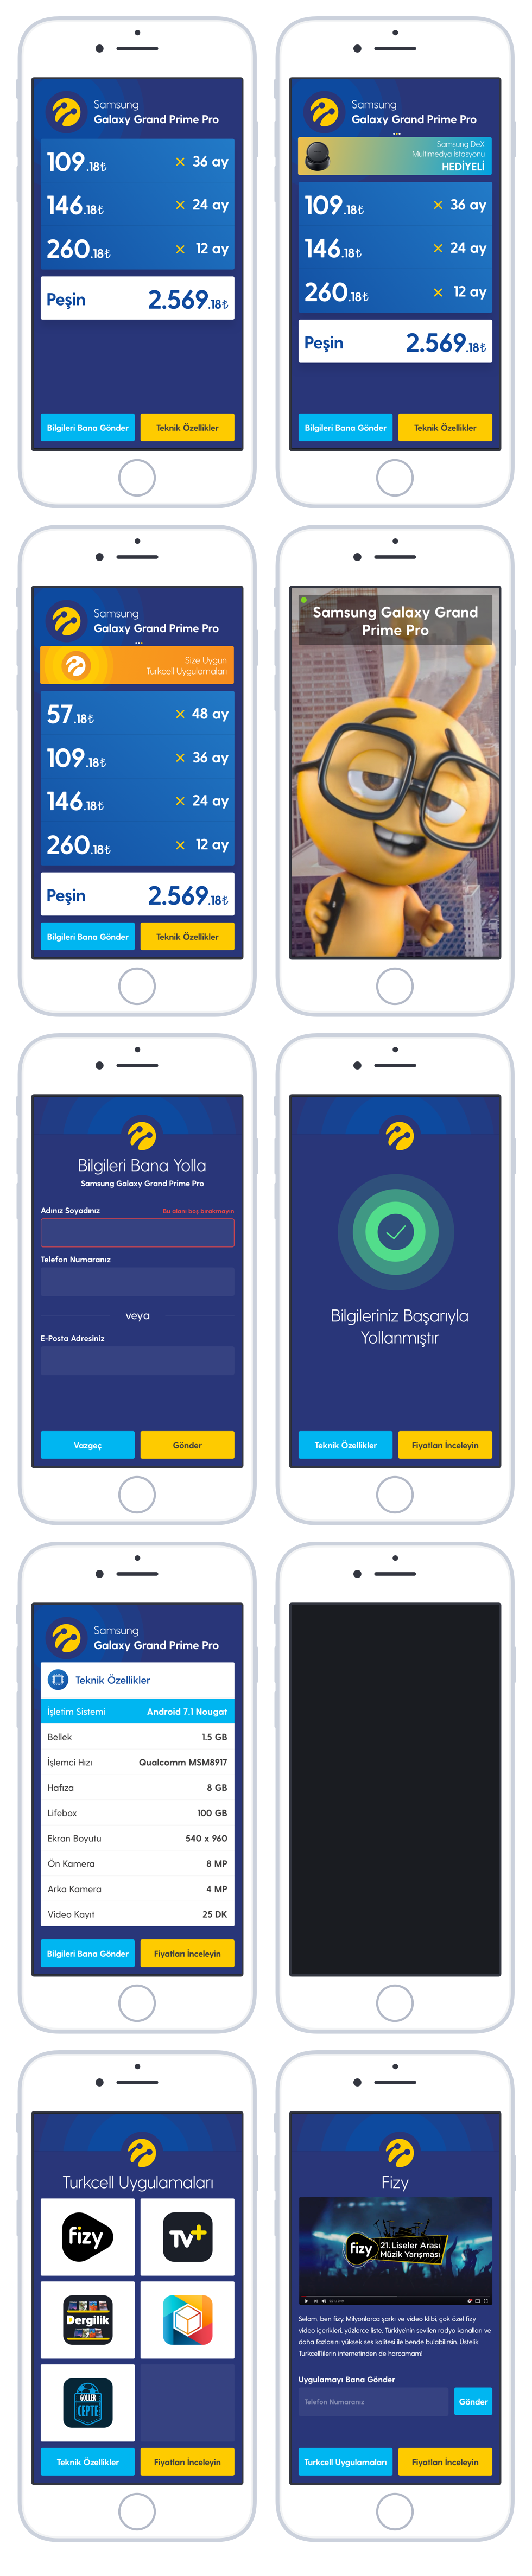 Samsung
Galaxy Grand Prime Pro
109.18₺ × 36 ay
146.18₺ × 24 ay
260.18₺ × 12 ay
Peşin 2.569.18₺
Bilgileri Bana Gönder Teknik Özellikler
Samsung
Galaxy Grand Prime Pro
Samsung DeX
Multimedya İstasyonu
HEDİYELİ
109.18₺ × 36 ay
146.18₺ × 24 ay
260.18₺ × 12 ay
Peşin 2.569.18₺
Bilgileri Bana Gönder Teknik Özellikler
Samsung
Galaxy Grand Prime Pro
Size Uygun
Turkcell Uygulamaları
57.18₺ × 48 ay
109.18₺ × 36 ay
146.18₺ × 24 ay
260.18₺ × 12 ay
Peşin 2.569.18₺
Bilgileri Bana Gönder Teknik Özellikler
Samsung Galaxy Grand
Prime Pro
Bilgileri Bana Yolla
Samsung Galaxy Grand Prime Pro
Adınız Soyadınız Bu alanı boş bırakmayın
Telefon Numaranız
veya
E-Posta Adresiniz
Vazgeç Gönder
Bilgileriniz Başarıyla
Yollanmıştır
Teknik Özellikler Fiyatları İnceleyin
Samsung
Galaxy Grand Prime Pro
Teknik Özellikler
İşletim Sistemi Android 7.1 Nougat
Bellek 1.5 GB
İşlemci Hızı Qualcomm MSM8917
Hafıza 8 GB
Lifebox 100 GB
Ekran Boyutu 540 x 960
Ön Kamera 8 MP
Arka Kamera 4 MP
Video Kayıt 25 DK
Bilgileri Bana Gönder Fiyatları İnceleyin
Turkcell Uygulamaları
fizy
TV+
Dergilik
GOLLER
CEPTE
Teknik Özellikler Fiyatları İnceleyin
Fizy
fizy 21. Liseler Arası
Müzik Yarışması
Selam, ben fizy. Milyonlarca şarkı ve video klibi, çok özel fizy
video içerikleri, yüzlerce liste, Türkiye'nin sevilen radyo kanalları ve
daha fazlasını yüksek ses kalitesi ile bende bulabilirsin. Üstelik
Turkcell'lilerin internetinden de harcamam!
Uygulamayı Bana Gönder
Telefon Numaranız Gönder
Turkcell Uygulamaları Fiyatları İnceleyin